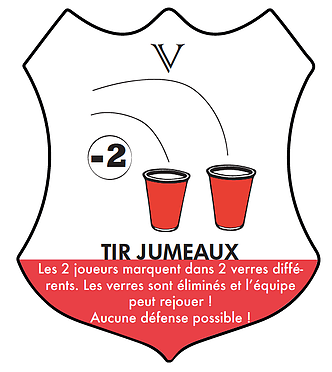 V
-2
TIR JUMEAUX
Les 2 joueurs marquent dans 2 verres diffé-
rents. Les verres sont éliminés et l'équipe
peut rejouer !
Aucune défense possible !